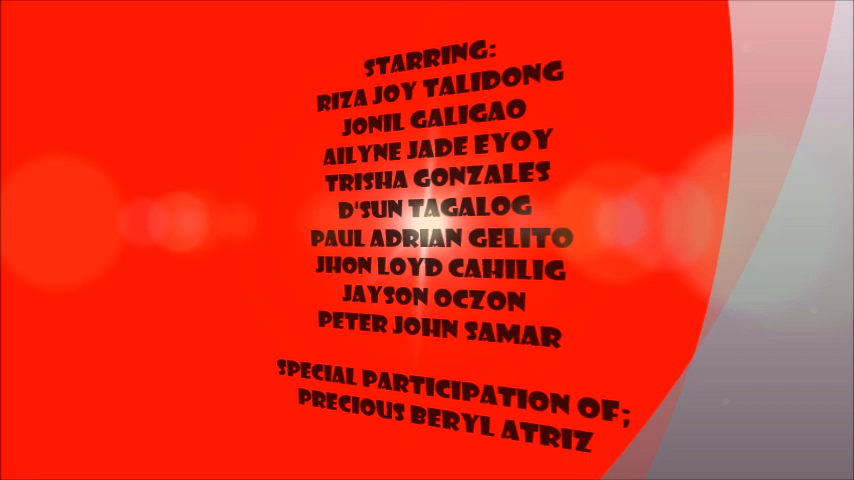 STARRING:
RIZA JOY TALIDONG
JONIL GALIGAO
AILYNE JADE EYOY
TRISHA GONZALES
D'SUN TAGALOG
PAUL ADRIAN GELITO
JHON LOYD CAHILIG
JAYSON OCZON
PETER JOHN SAMAR
SPECIAL PARTICIPATION OF;
PRECIOUS BERYL ATRIZ